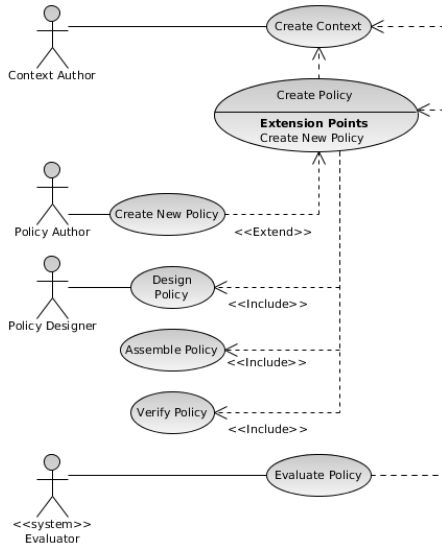 Create Context
Context Author
Create Policy
Extension Points
Create New Policy
Create New Policy
Policy Author
<<Extend>>
Design
Policy
<<Include>>
Policy Designer
Assemble Policy
<<Include>>
Verify Policy
<<Include>>
Evaluate Policy
<<system>>
Evaluator